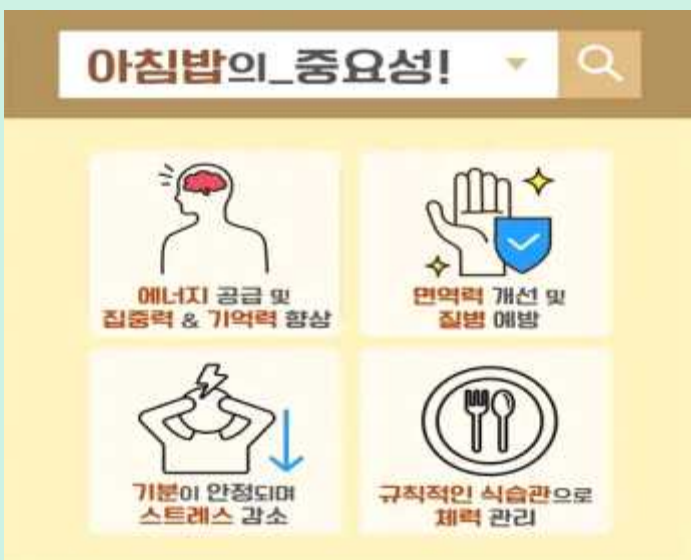 아침밥의_중요성!
에너지 공급 및
집중력 & 기억력 향상
면역력 개선 및
질병 예방
기분이 안정되며
스트레스 감소
규칙적인 식습관으로
체력 관리